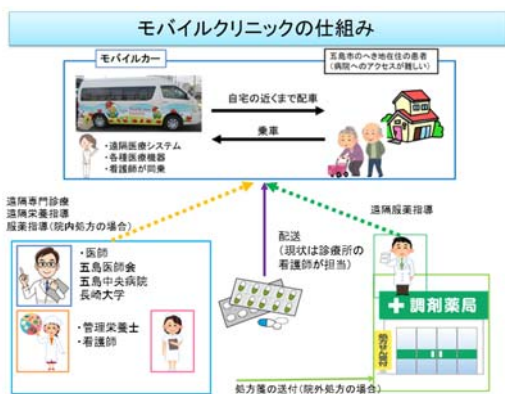 モバイルクリニックの仕組み
モバイルカー
五島市のへき地在住の患者
(病院へのアクセスが難しい)
自宅の近くまで配車
乗車
・遠隔医療システム
・各種医療機器
・看護師が同乗
遠隔専門診療
遠隔栄養指導
服薬指導(院内処方の場合)
遠隔服薬指導
配送
(現状は診療所の
看護師が担当)
・医師
五島医師会
五島中央病院
長崎大学
・管理栄養士
・看護師
調剤薬局
処方せん受付
処方箋の送付(院外処方の場合)